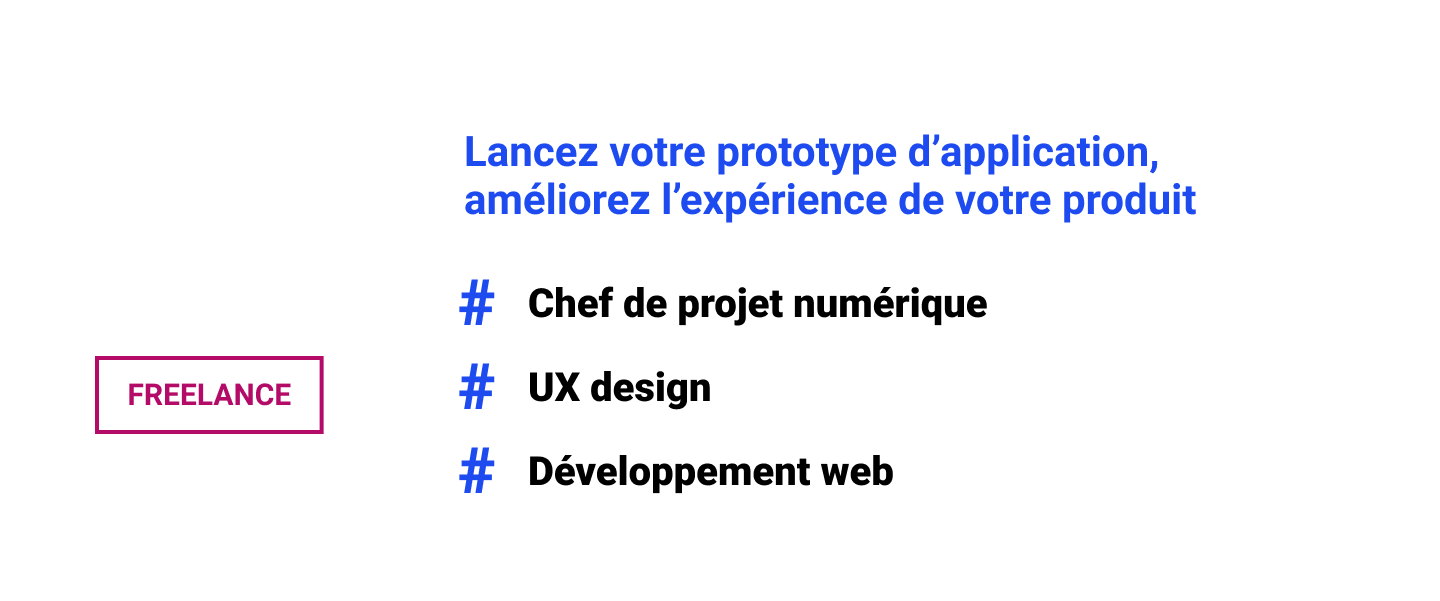 Lancez votre prototype d’application,
améliorez l’expérience de votre produit
# Chef de projet numérique
FREELANCE
# UX design
# Développement web